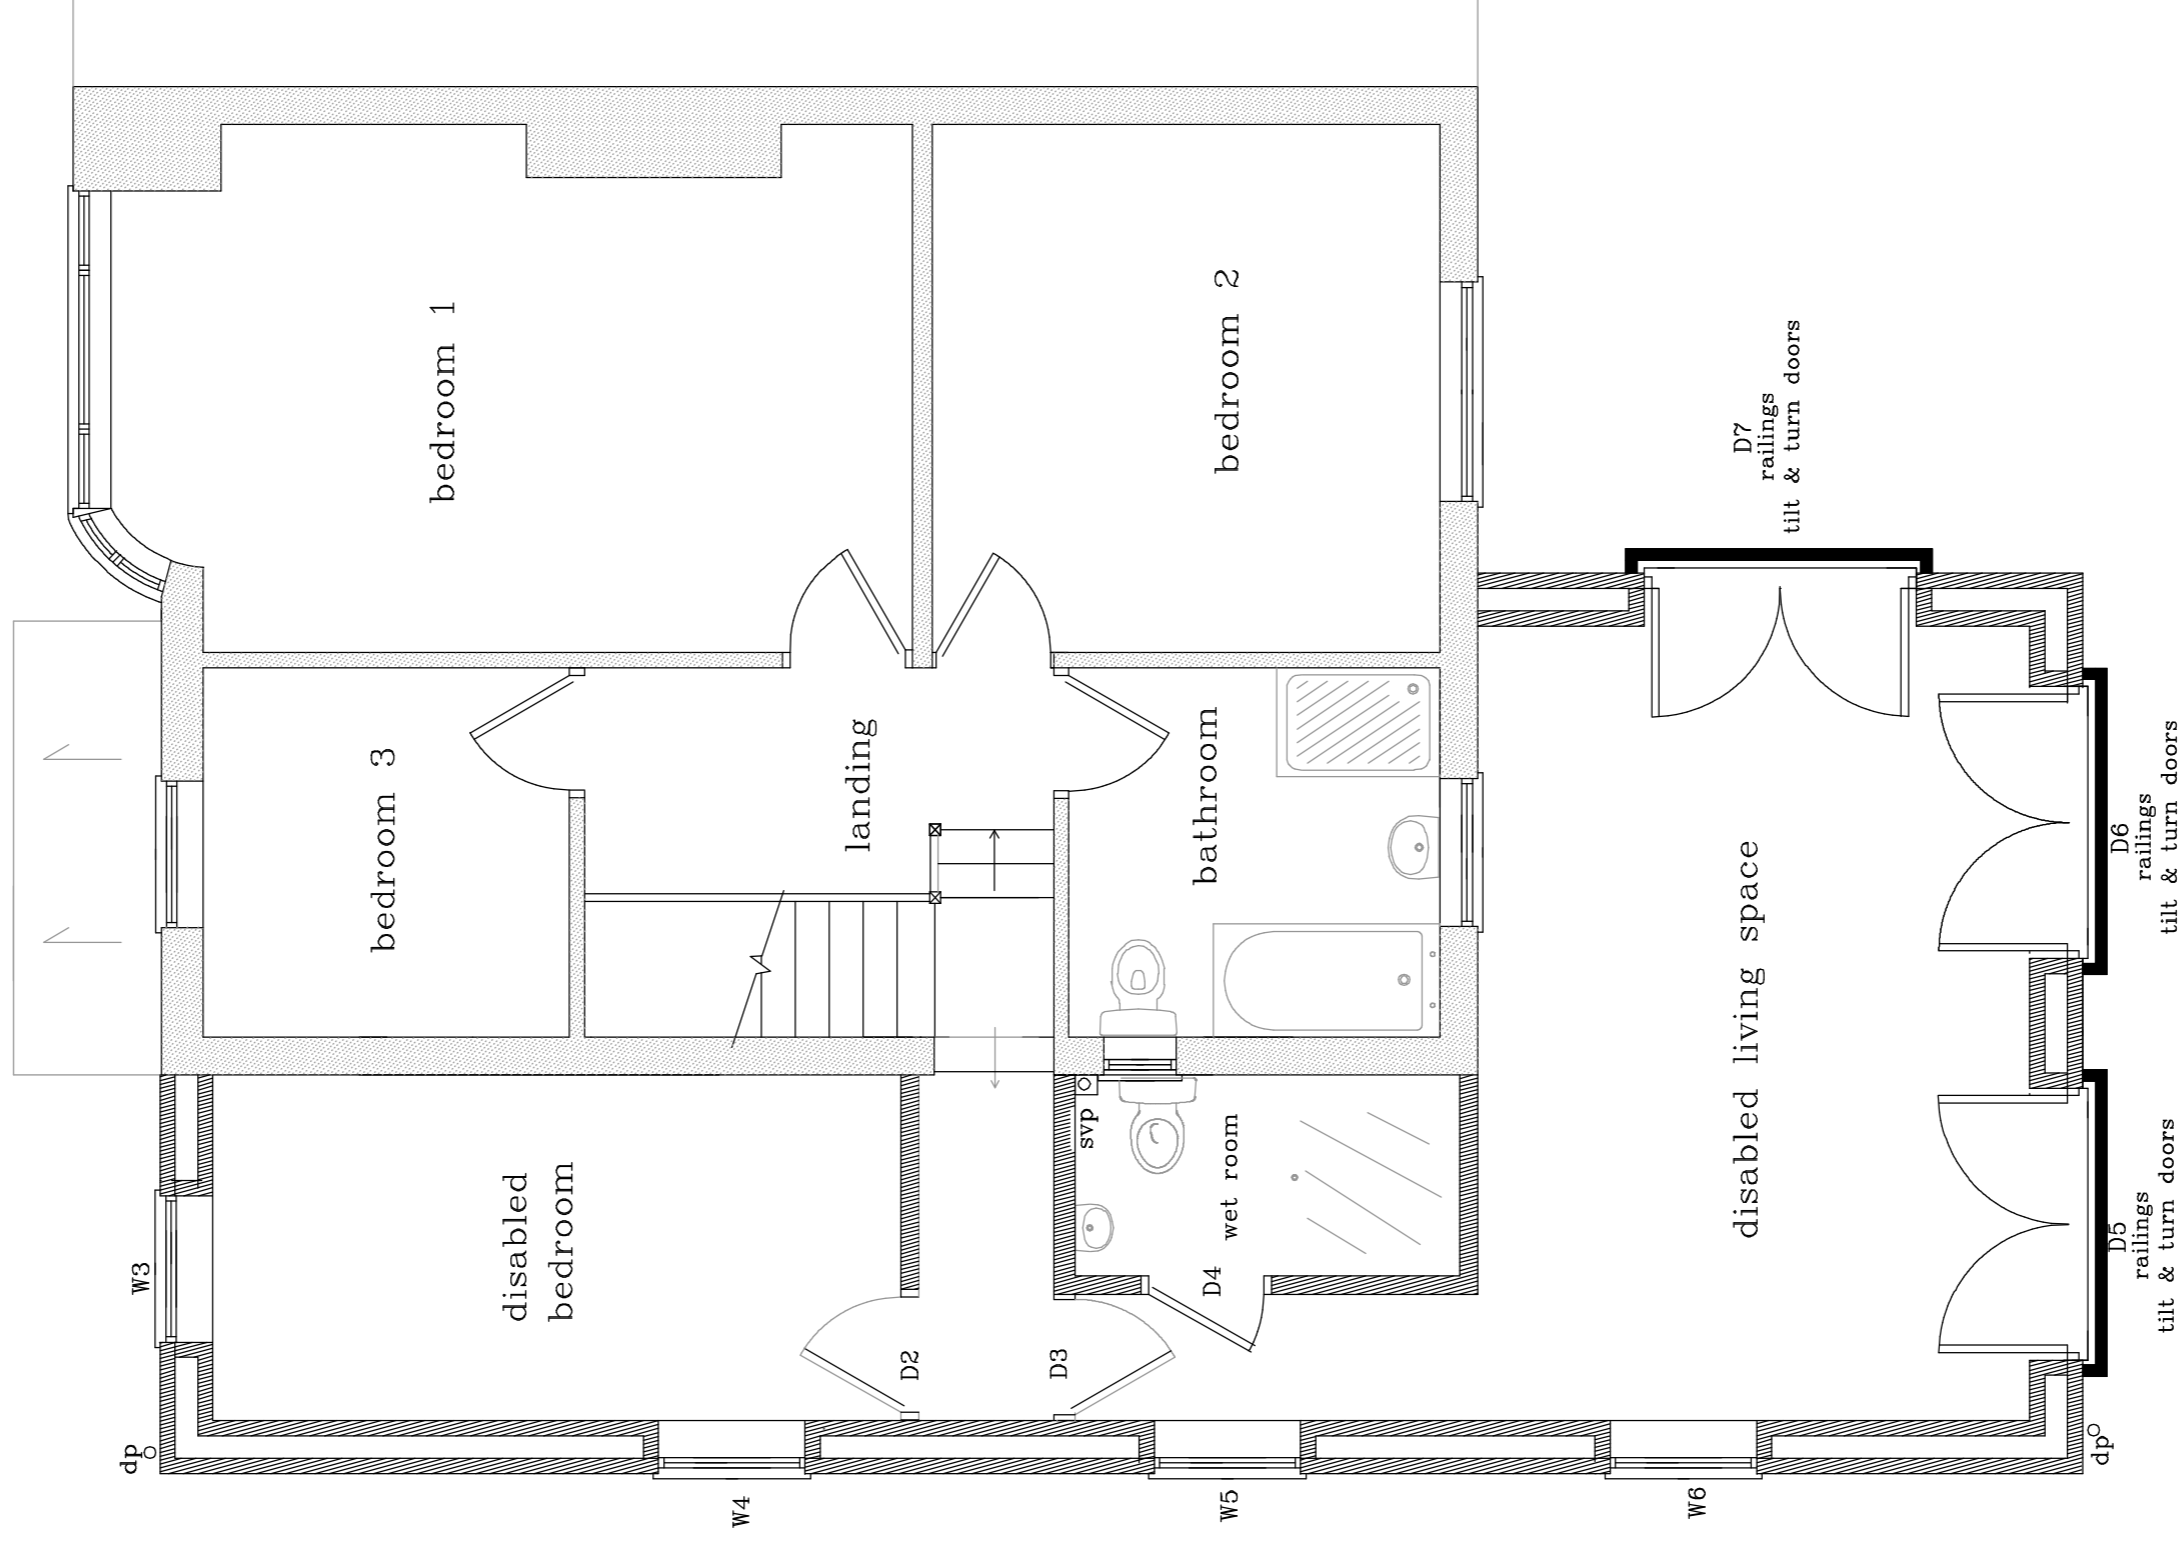 bedroom 1
bedroom 2
bedroom 3
landing
bathroom
disabled
bedroom
svp
wet room
disabled living space
D2
D3
D4
D7
railings
tilt & turn doors
D6
railings
tilt & turn doors
D5
railings
tilt & turn doors
W3
dp
W4
W5
W6
dp